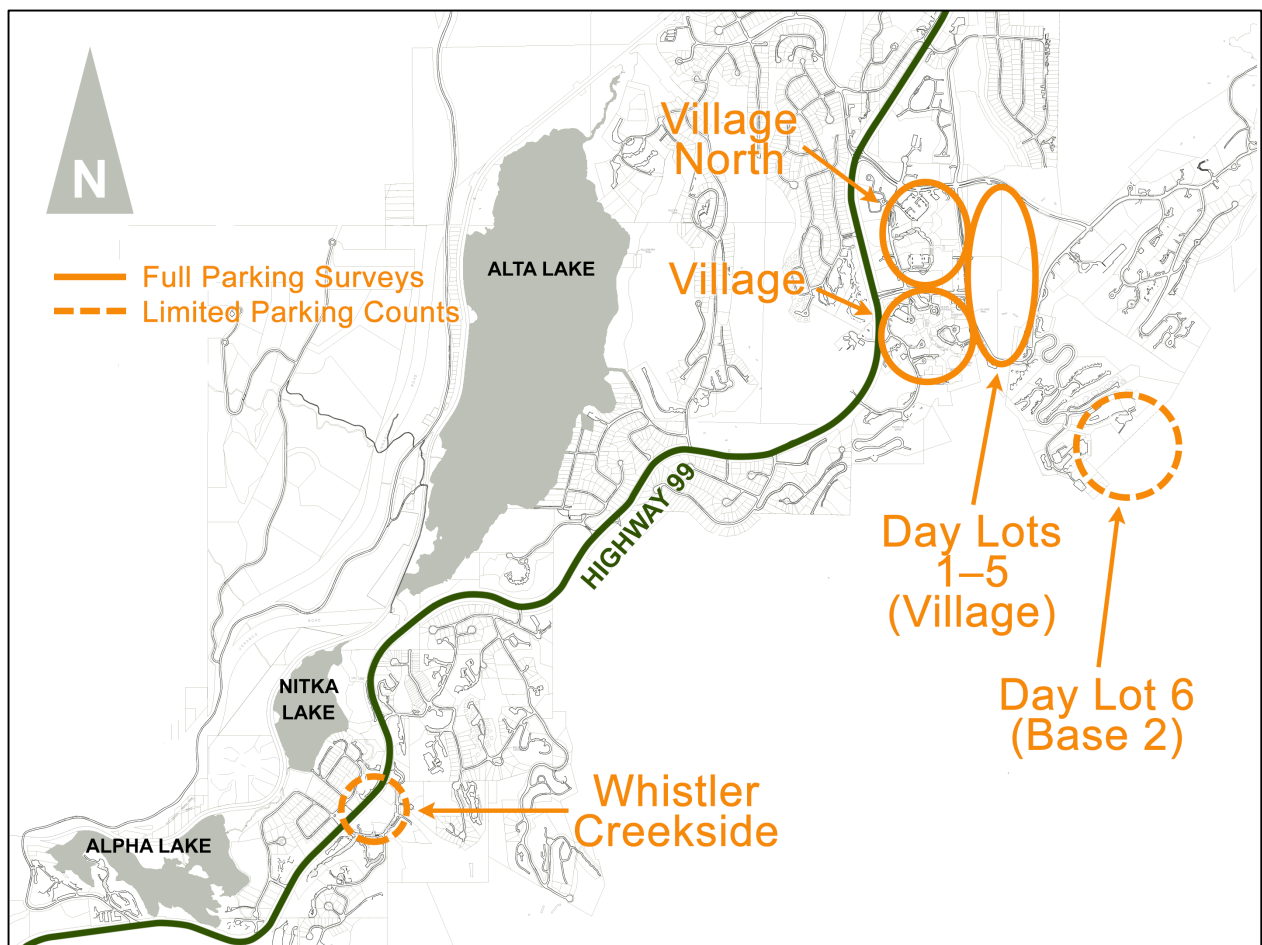 N
Full Parking Surveys
Limited Parking Counts
Village
North
Village
ALTA LAKE
HIGHWAY 99
Day Lots
1–5
(Village)
Day Lot 6
(Base 2)
NITKA
LAKE
Whistler
Creekside
ALPHA LAKE